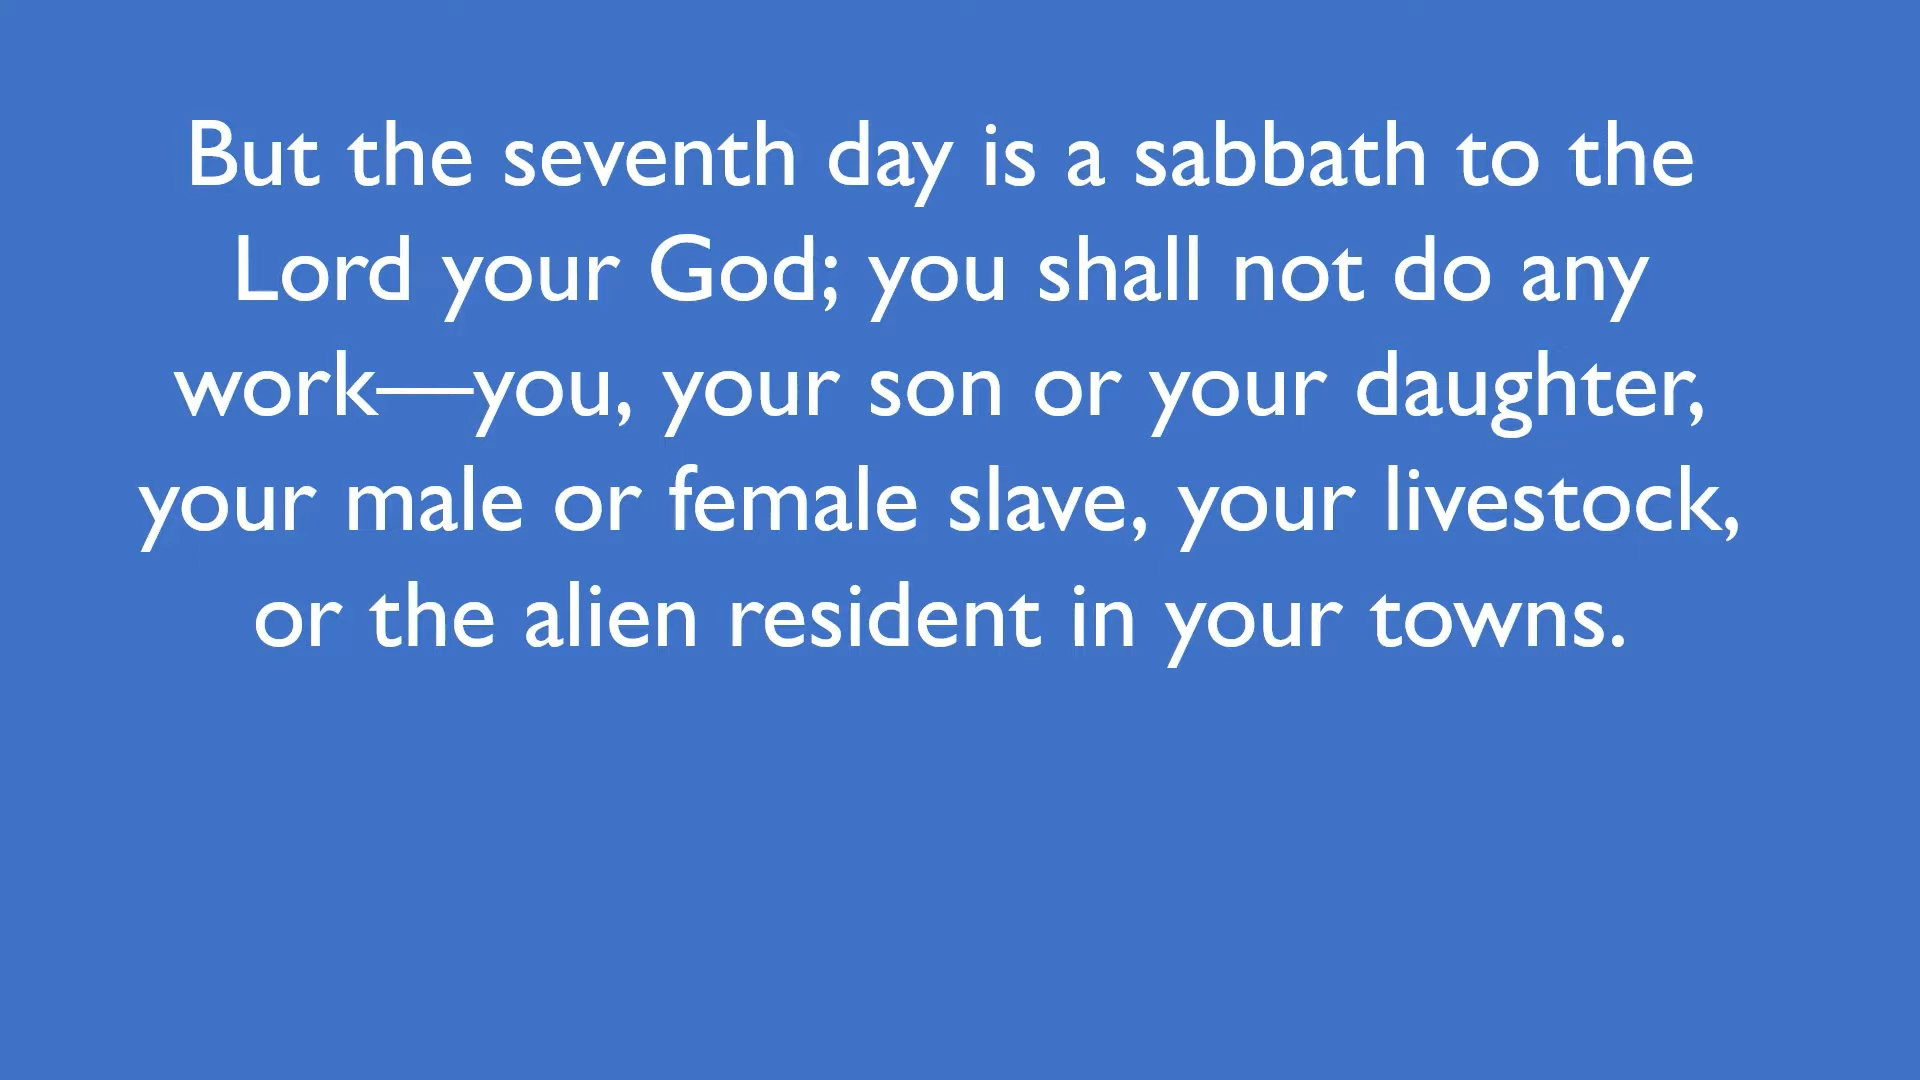 But the seventh day is a sabbath to the
Lord your God; you shall not do any
work—you, your son or your daughter,
your male or female slave, your livestock,
or the alien resident in your towns.